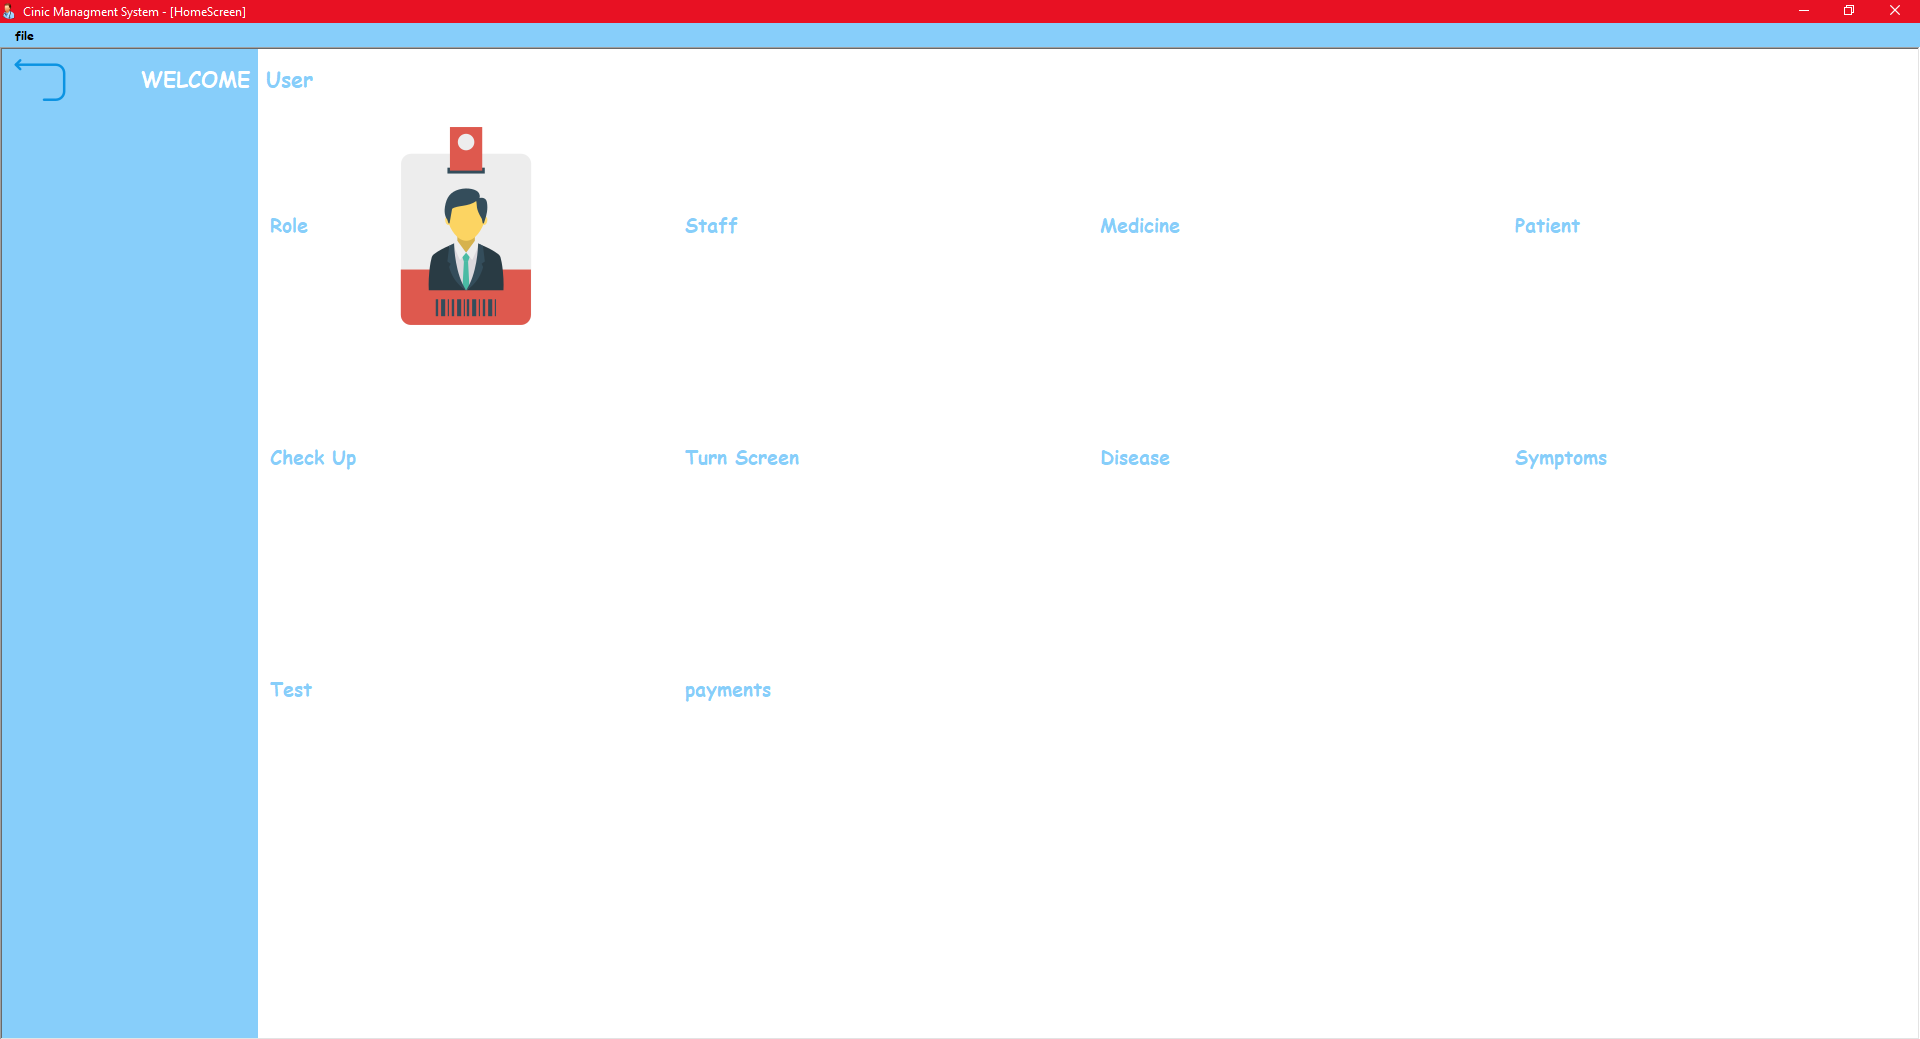 Cinic Managment System - [HomeScreen]
file
WELCOME User
Role Staff Medicine Patient
Check Up Turn Screen Disease Symptoms
Test payments